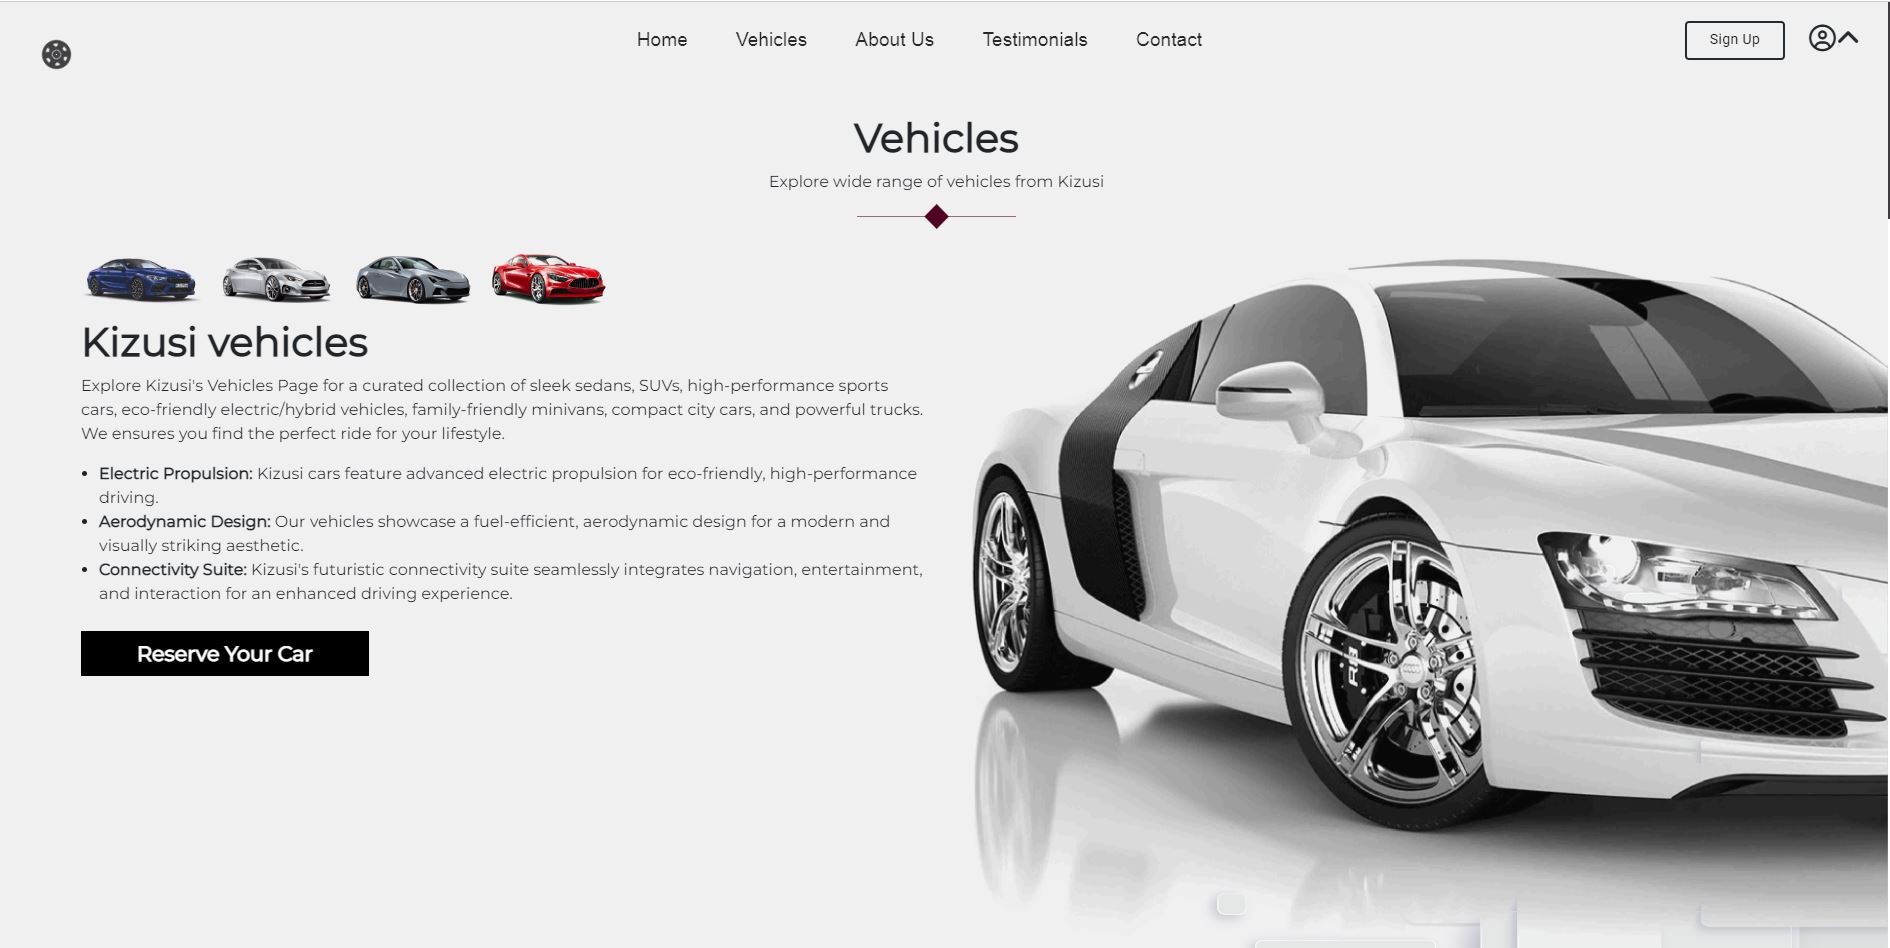 Home Vehicles About Us Testimonials Contact Sign Up
Vehicles
Explore wide range of vehicles from Kizusi
Kizusi vehicles
Explore Kizusi's Vehicles Page for a curated collection of sleek sedans, SUVs, high-performance sports
cars, eco-friendly electric/hybrid vehicles, family-friendly minivans, compact city cars, and powerful trucks.
We ensures you find the perfect ride for your lifestyle.
• Electric Propulsion: Kizusi cars feature advanced electric propulsion for eco-friendly, high-performance
driving.
• Aerodynamic Design: Our vehicles showcase a fuel-efficient, aerodynamic design for a modern and
visually striking aesthetic.
• Connectivity Suite: Kizusi's futuristic connectivity suite seamlessly integrates navigation, entertainment,
and interaction for an enhanced driving experience.
Reserve Your Car
R8